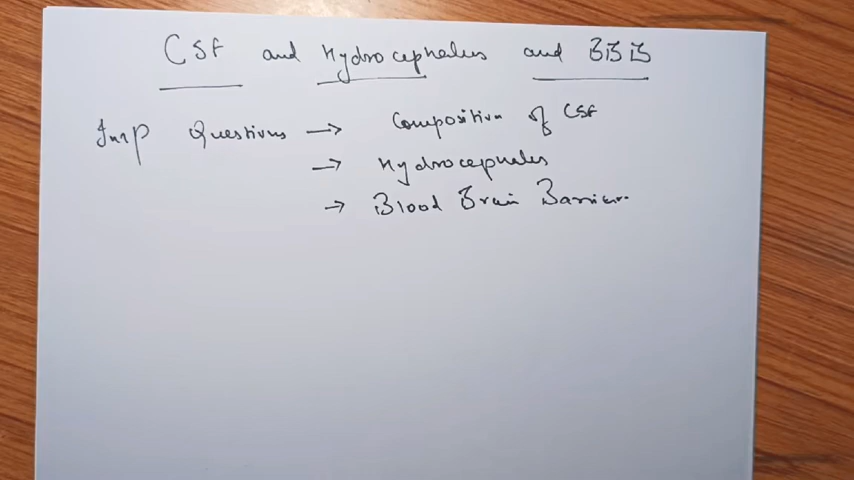 CSF and Hydrocephalus and BBB
Imp Questions → Composition of CSF
→ Hydrocephalus
→ Blood Brain Barrier